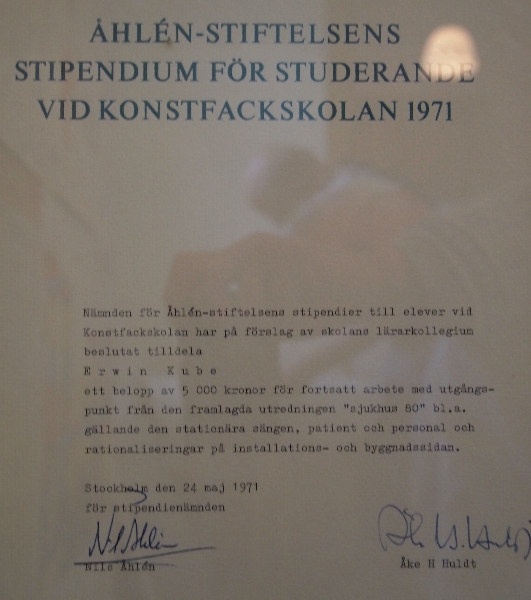 ÅHLÉN-STIFTELSENS
STIPENDIUM FÖR STUDERANDE
VID KONSTFACKSKOLAN 1971
Nämnden för Åhlén-stiftelsens stipendier till elever vid
Konstfackskolan har på förslag av skolans lärarkollegium
beslutat tilldela
Erwin Kube
ett belopp av 5 000 kronor för fortsatt arbete med utgångs-
punkt från den framlagda utredningen "sjukhus 80" bl.a.
gällande den stationära sängen, patient och personal och
rationaliseringar på installations- och byggnadssidan.
Stockholm den 24 maj 1971
för stipendienämnden
Nils Åhlén
Åke H Huldt